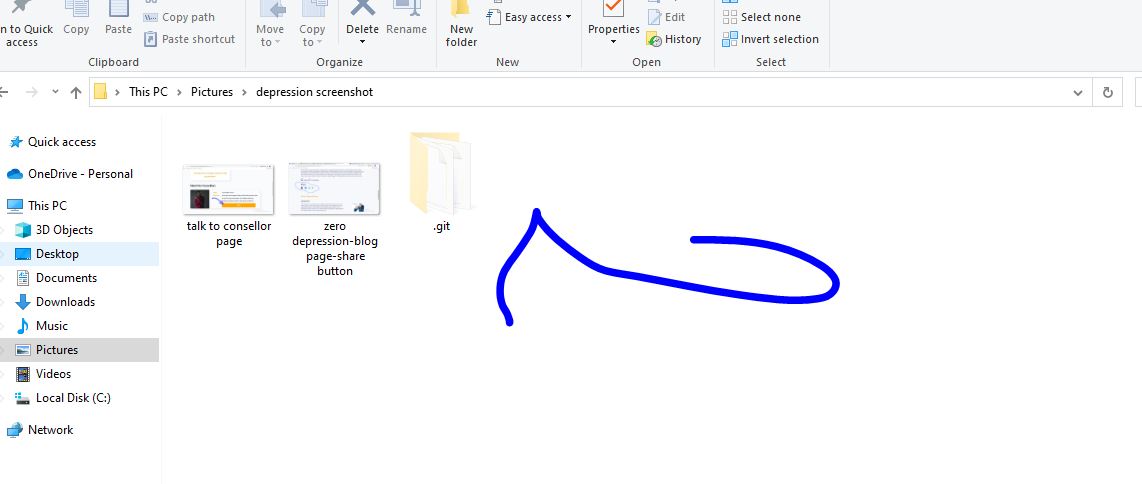 n to Quick
access
Copy
Paste
Copy path
Paste shortcut
Clipboard
Move
to
Copy
to
Delete
Rename
Organize
New
folder
Easy access
New
Properties
Edit
History
Open
Select none
Invert selection
Select
This PC
Pictures
depression screenshot
Quick access
OneDrive - Personal
This PC
3D Objects
Desktop
Documents
Downloads
Music
Pictures
Videos
Local Disk (C:)
Network
talk to consellor
page
zero
depression-blog
page-share
button
.git